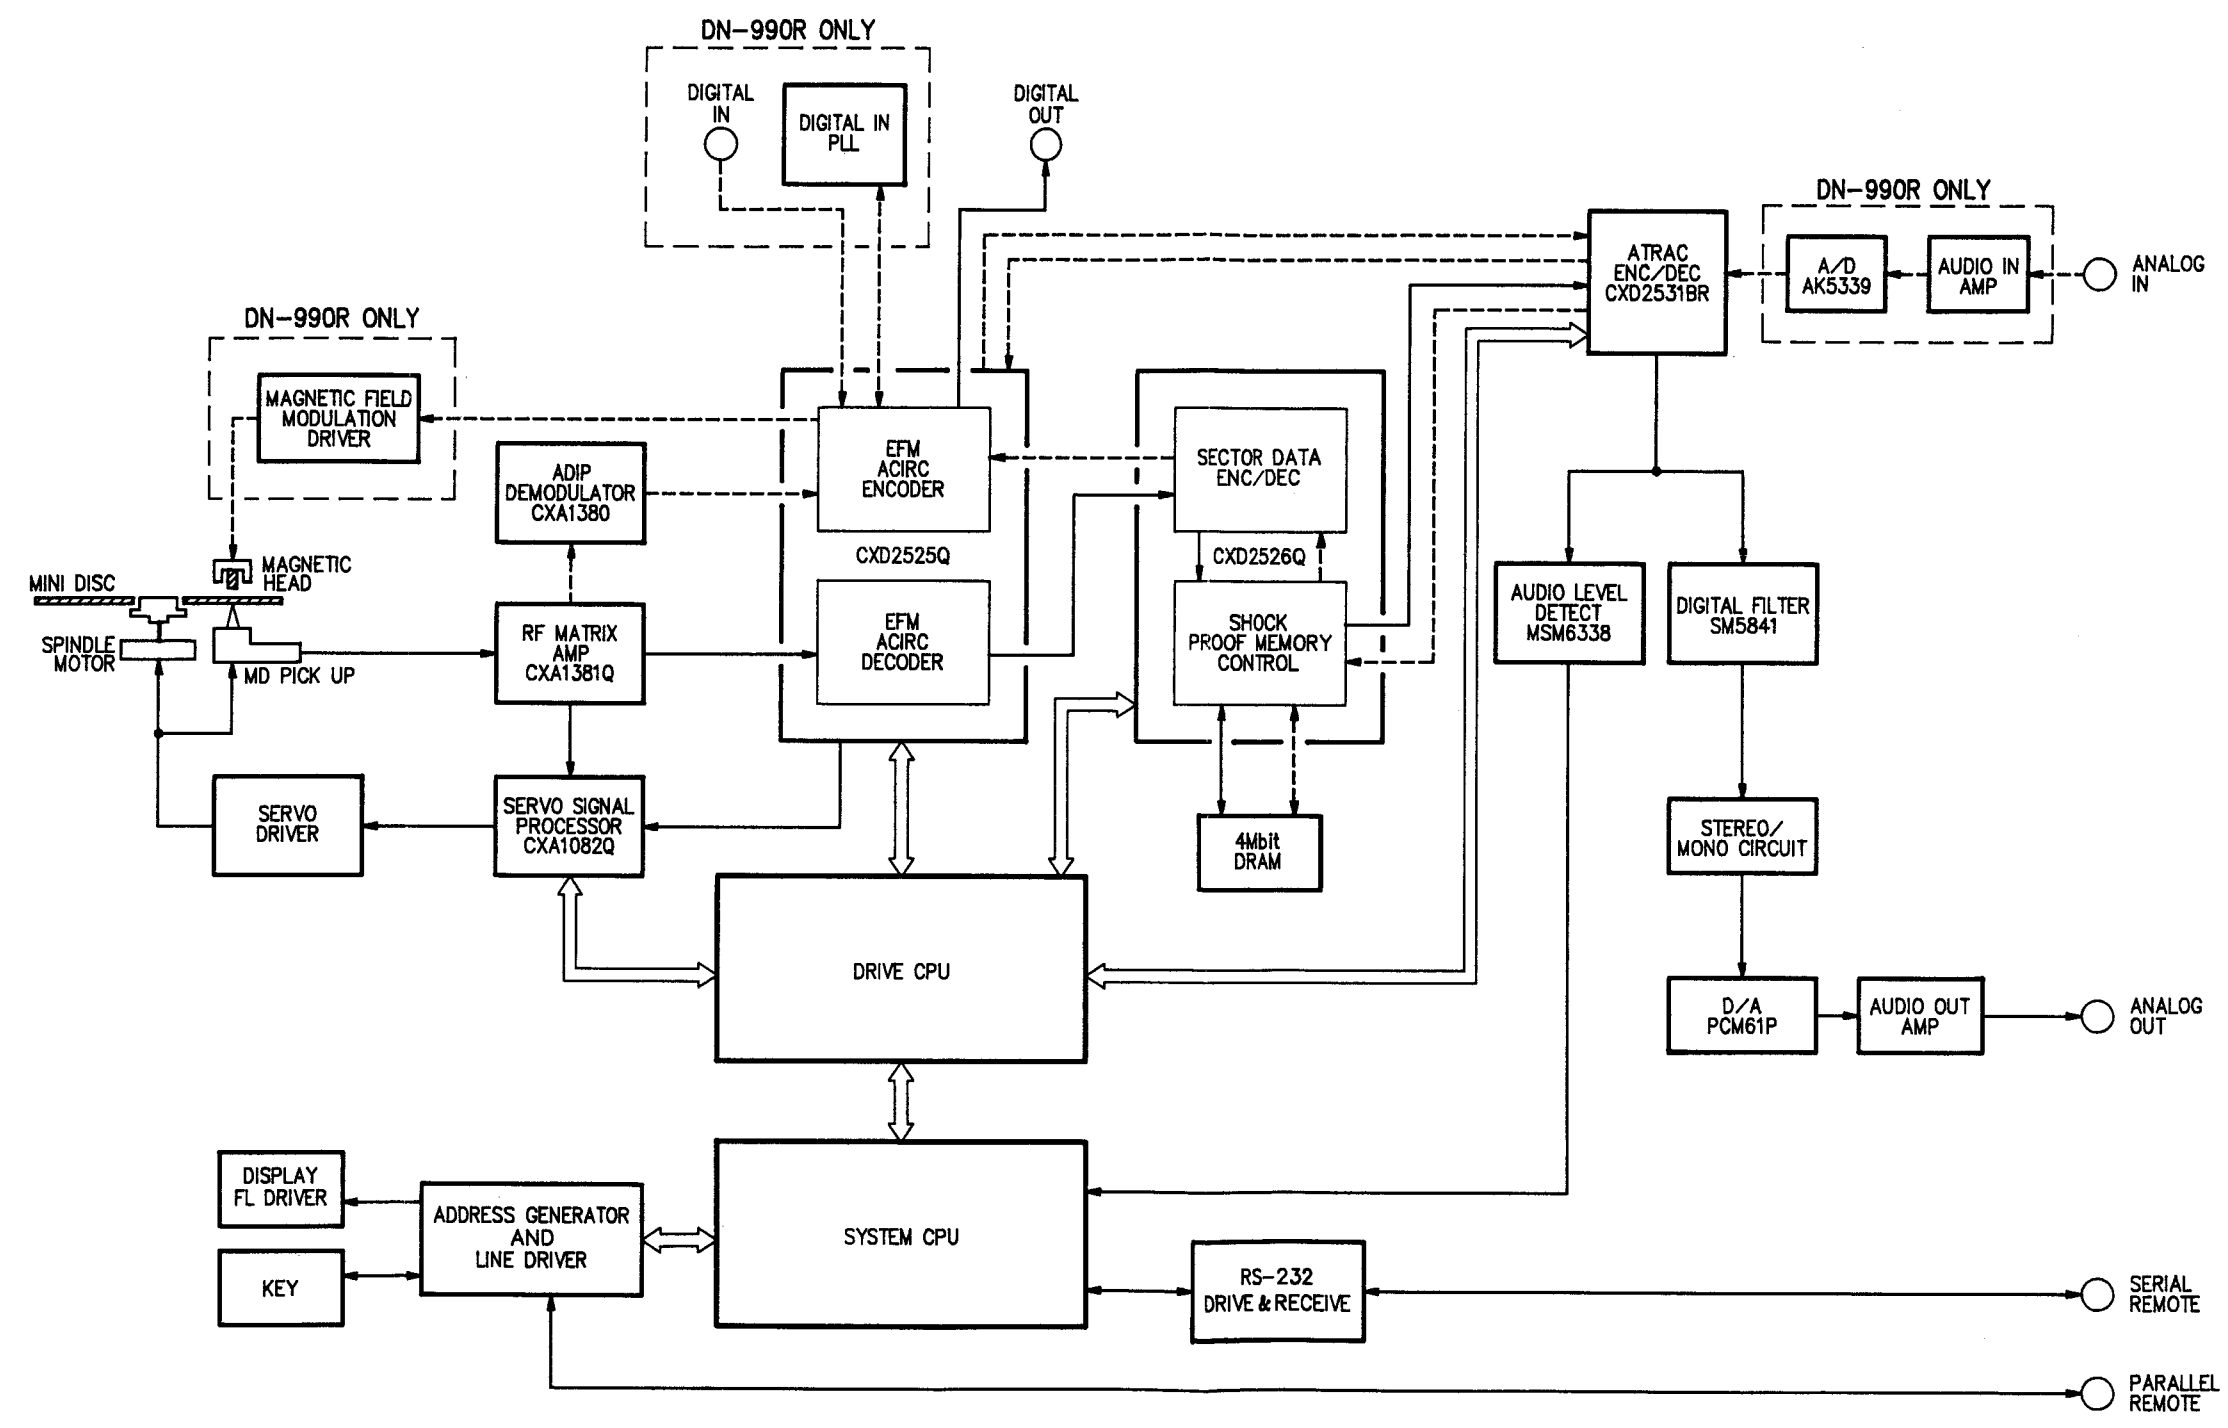 DN-990R ONLY
DIGITAL
IN
DIGITAL IN
PLL
DIGITAL
OUT
DN-990R ONLY
ATRAC
ENC/DEC
CXD2531BR
A/D
AK5339
AUDIO IN
AMP
ANALOG
IN
DN-990R ONLY
MAGNETIC FIELD
MODULATION
DRIVER
ADIP
DEMODULATOR
CXA1380
EFM
ACIRC
ENCODER
SECTOR DATA
ENC/DEC
CXD2525Q
CXD2526Q
MAGNETIC
HEAD
MINI DISC
SPINDLE
MOTOR
MD PICK UP
RF MATRIX
AMP
CXA1381Q
EFM
ACIRC
DECODER
SHOCK
PROOF MEMORY
CONTROL
AUDIO LEVEL
DETECT
MSM6338
DIGITAL FILTER
SM5841
SERVO
DRIVER
SERVO SIGNAL
PROCESSOR
CXA1082Q
4Mbit
DRAM
STEREO/
MONO CIRCUIT
DRIVE CPU
D/A
PCM61P
AUDIO OUT
AMP
ANALOG
OUT
DISPLAY
FL DRIVER
ADDRESS GENERATOR
AND
LINE DRIVER
SYSTEM CPU
KEY
RS-232
DRIVE & RECEIVE
SERIAL
REMOTE
PARALLEL
REMOTE